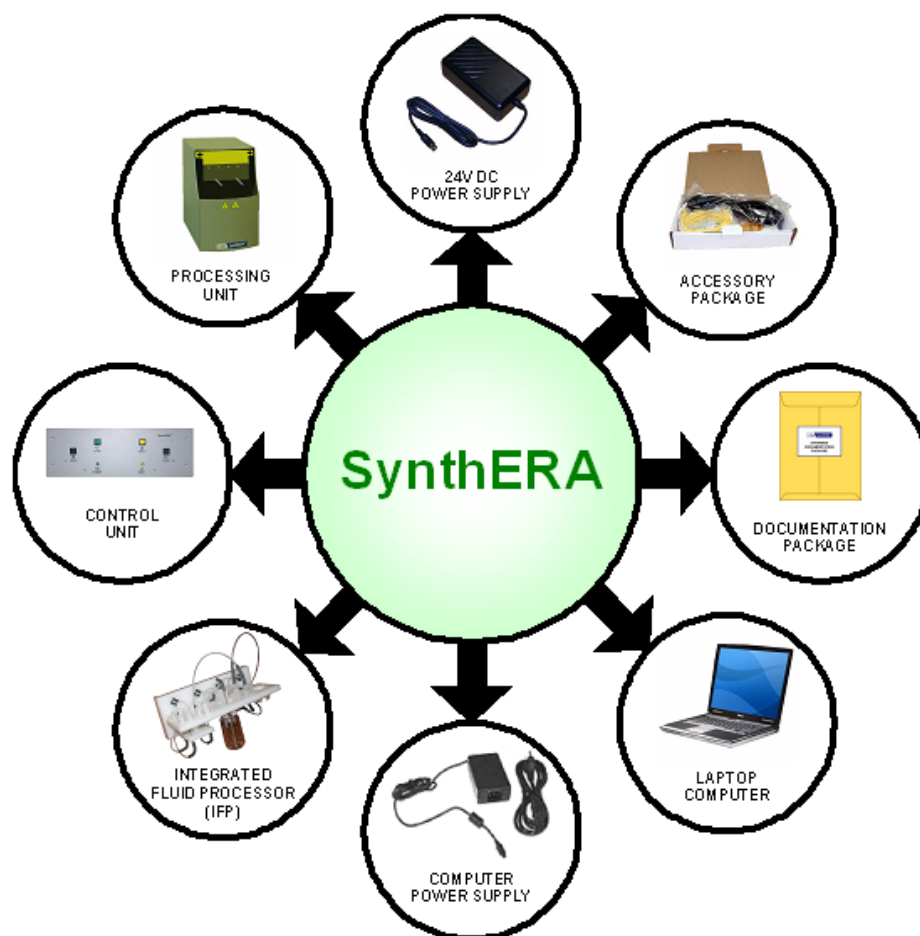 24V DC
POWER SUPPLY
PROCESSING
UNIT
ACCESSORY
PACKAGE
SynthERA
CONTROL
UNIT
DOCUMENTATION
PACKAGE
INTEGRATED
FLUID PROCESSOR
(IFP)
LAPTOP
COMPUTER
COMPUTER
POWER SUPPLY